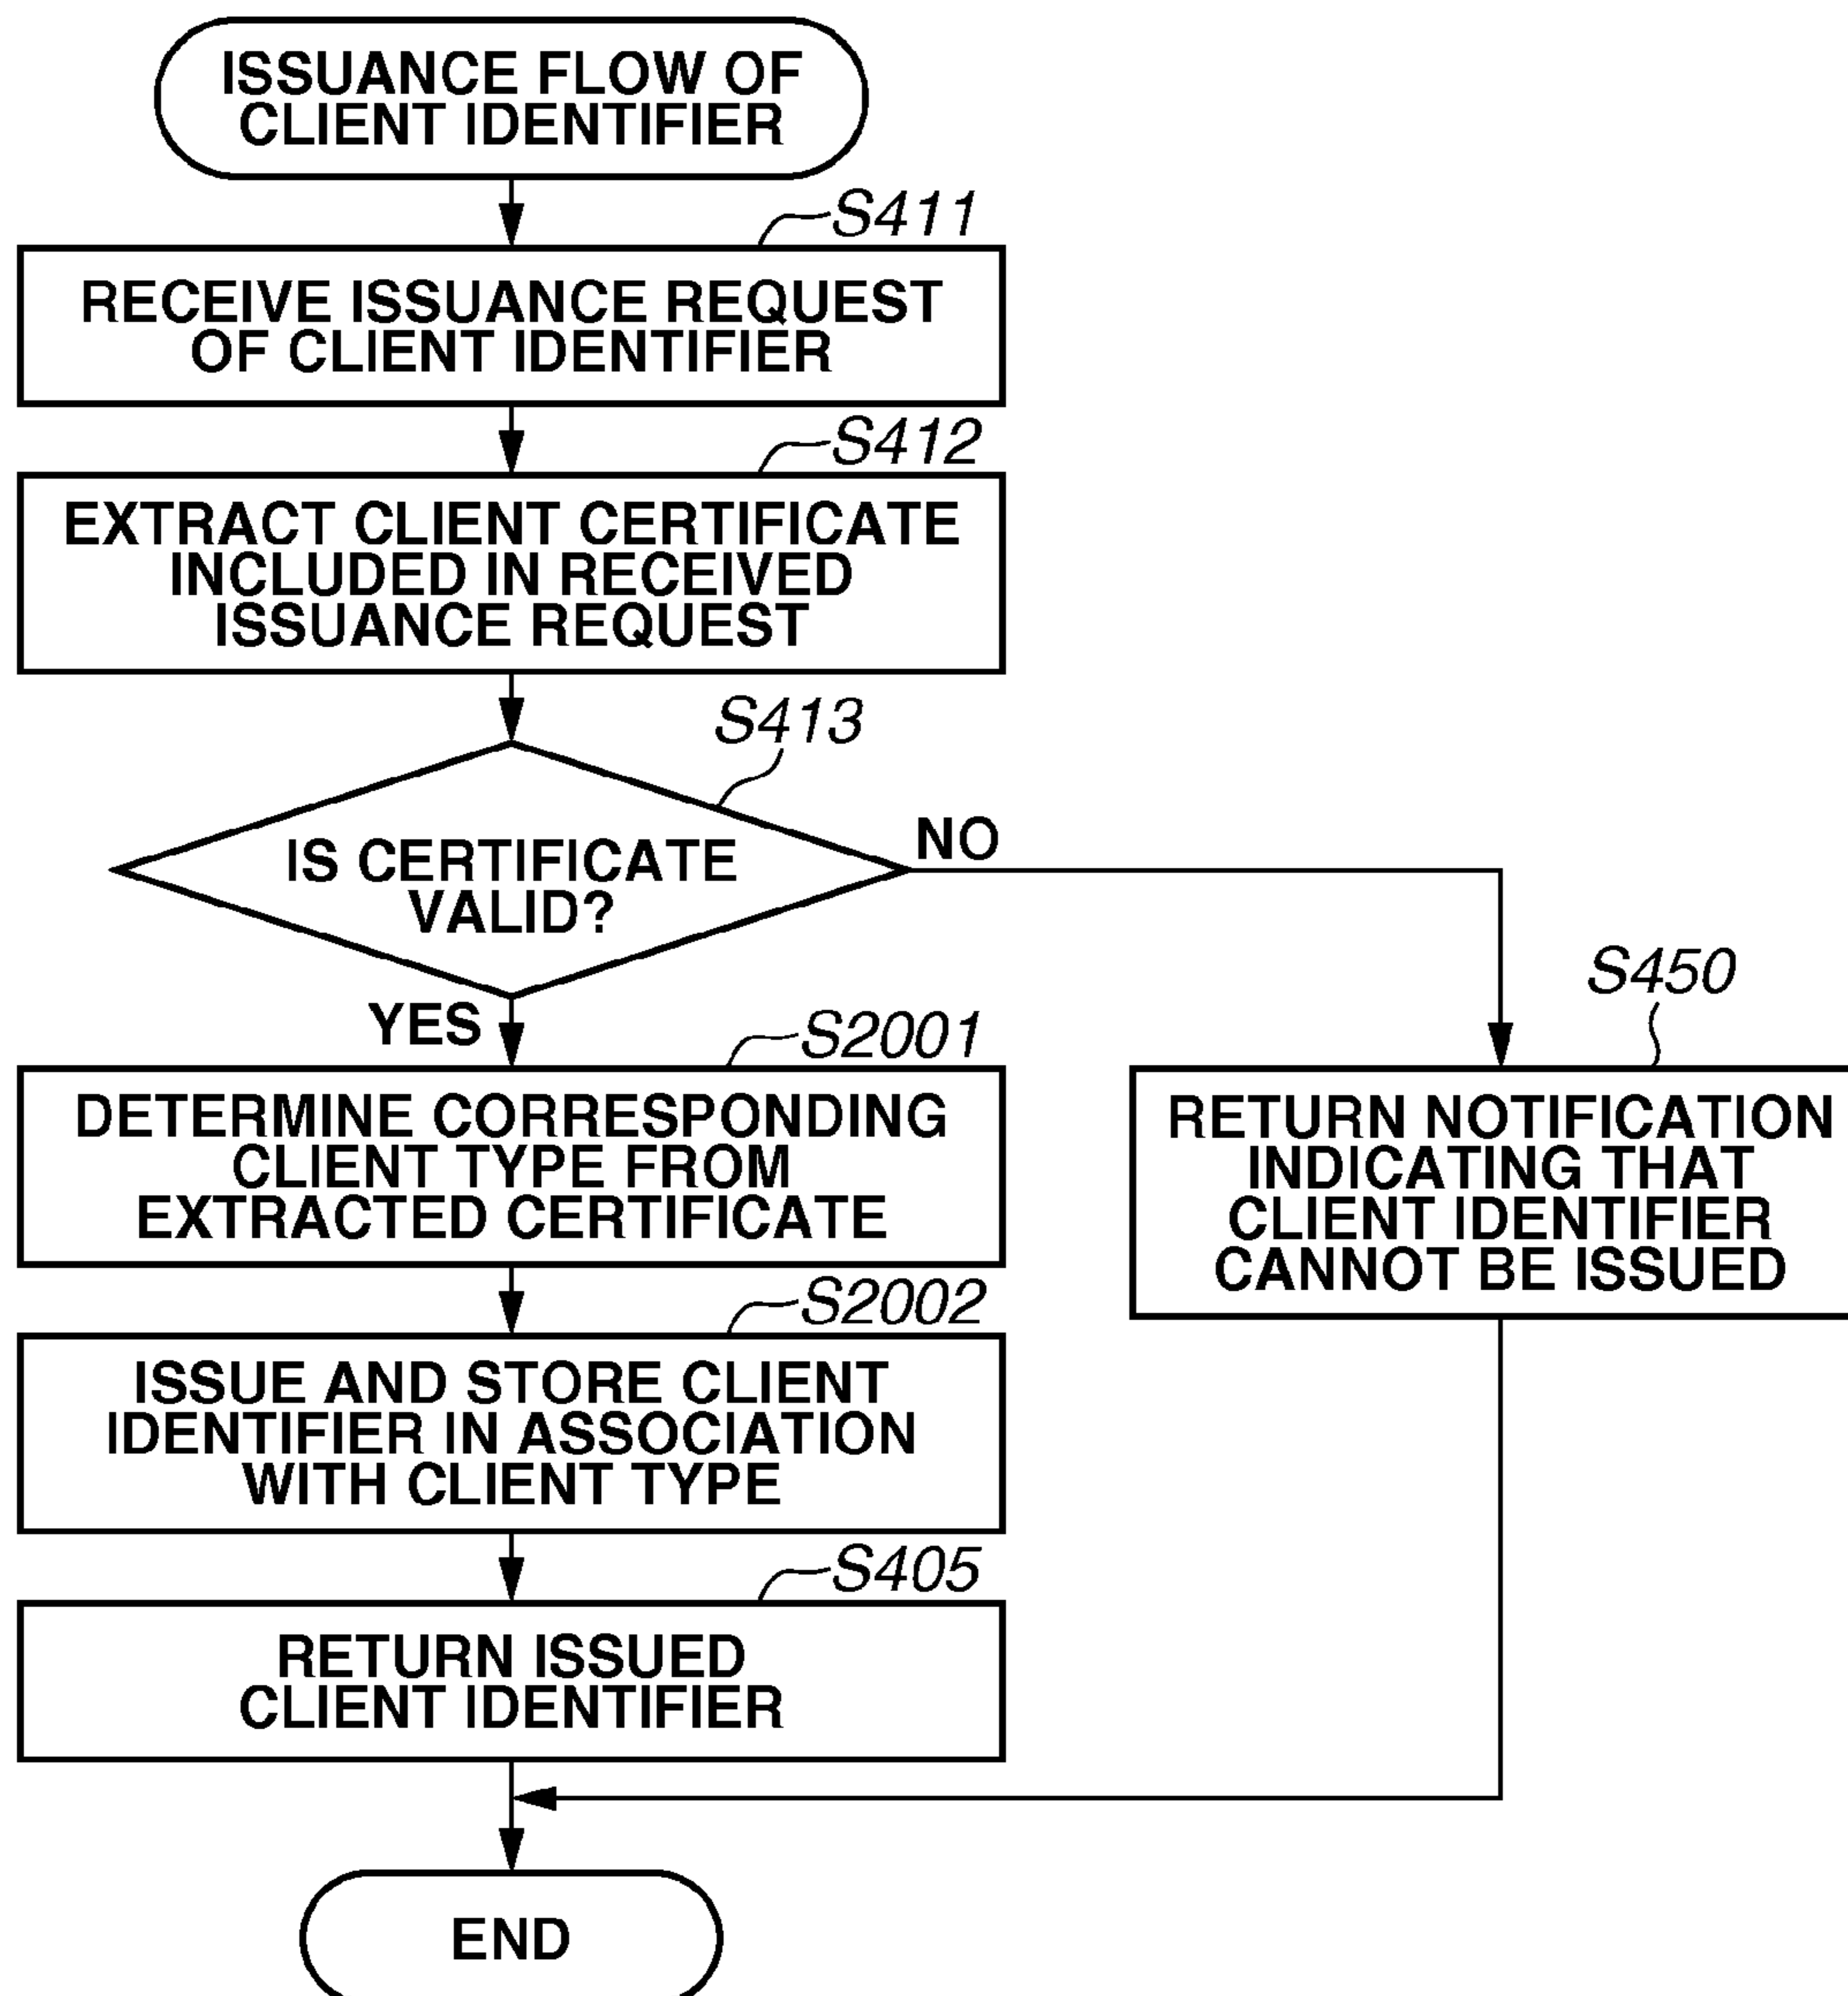 ISSUANCE FLOW OF
CLIENT IDENTIFIER
S411
RECEIVE ISSUANCE REQUEST
OF CLIENT IDENTIFIER
S412
EXTRACT CLIENT CERTIFICATE
INCLUDED IN RECEIVED
ISSUANCE REQUEST
S413
IS CERTIFICATE
VALID?
NO
YES
S450
RETURN NOTIFICATION
INDICATING THAT
CLIENT IDENTIFIER
CANNOT BE ISSUED
S2001
DETERMINE CORRESPONDING
CLIENT TYPE FROM
EXTRACTED CERTIFICATE
S2002
ISSUE AND STORE CLIENT
IDENTIFIER IN ASSOCIATION
WITH CLIENT TYPE
S405
RETURN ISSUED
CLIENT IDENTIFIER
END